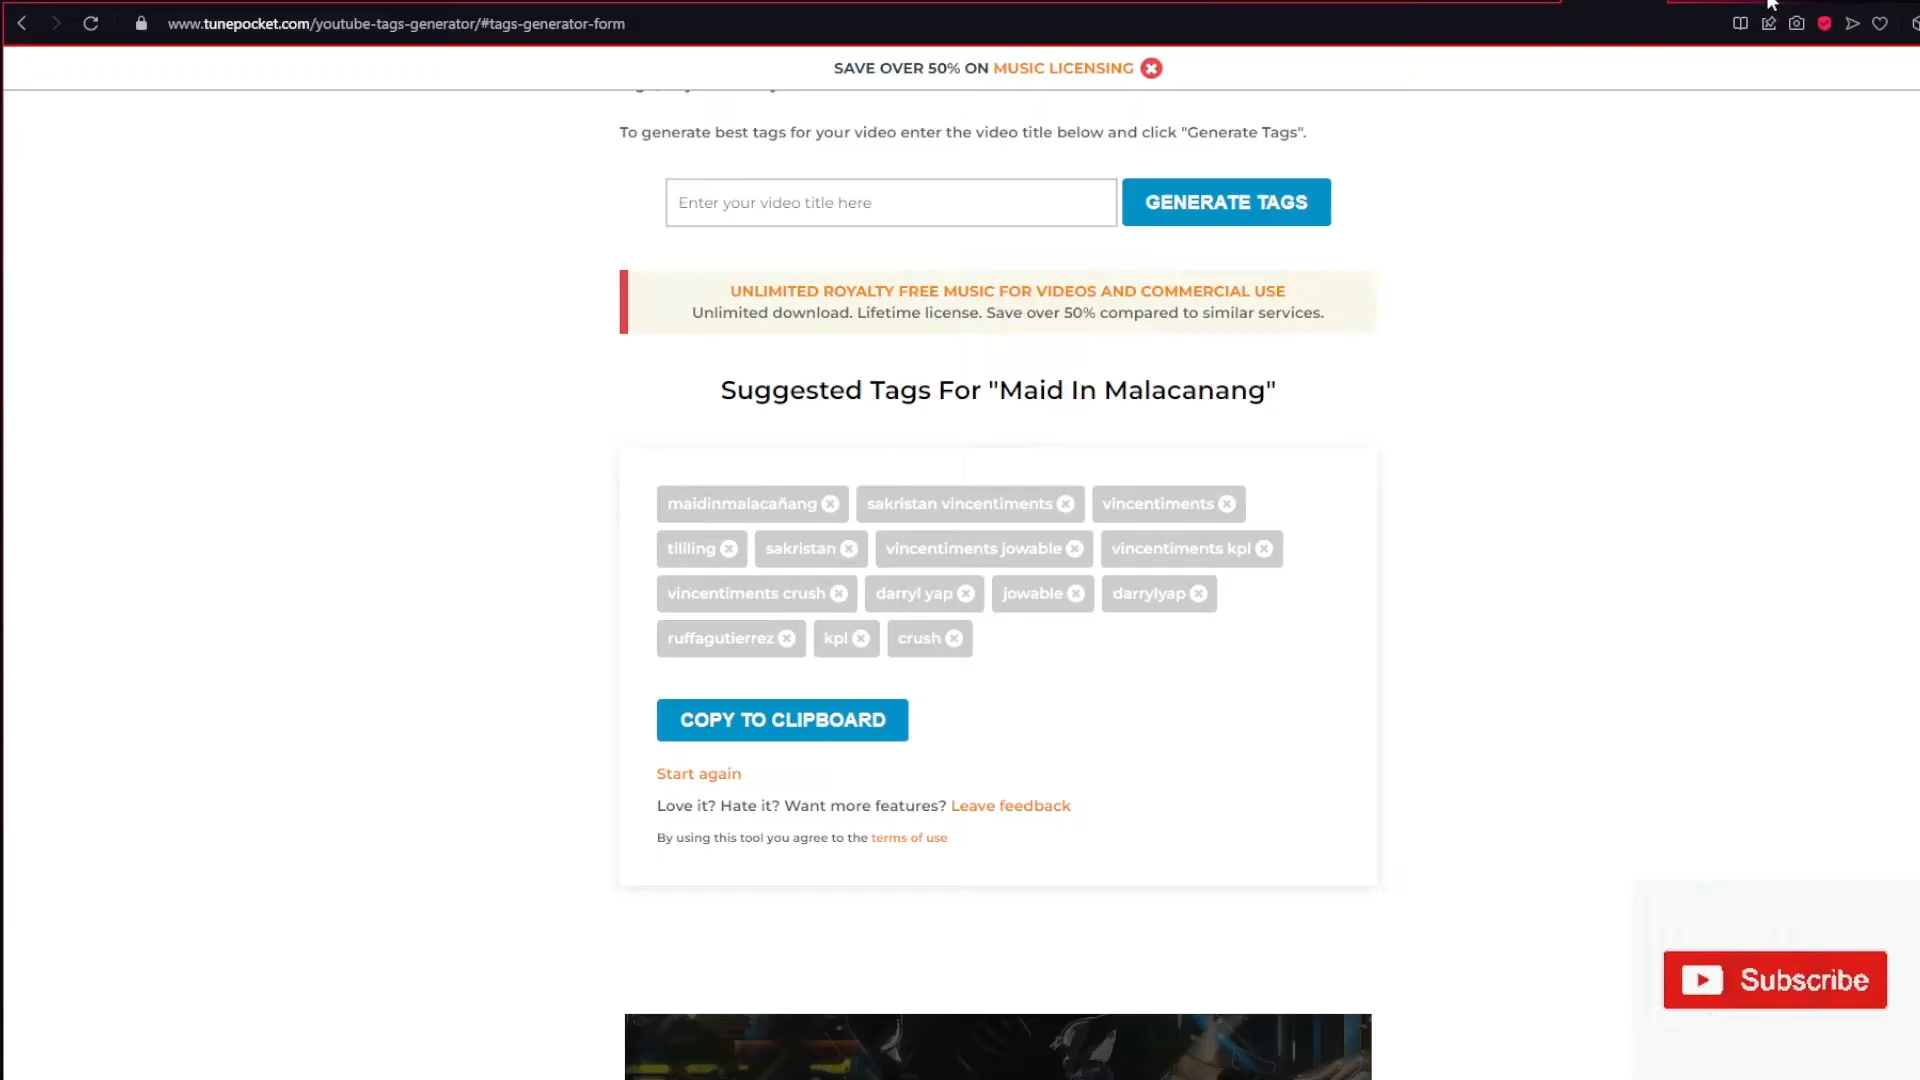 www.tunepocket.com/youtube-tags-generator/#tags-generator-form
SAVE OVER 50% ON MUSIC LICENSING
To generate best tags for your video enter the video title below and click "Generate Tags".
Enter your video title here
GENERATE TAGS
UNLIMITED ROYALTY FREE MUSIC FOR VIDEOS AND COMMERCIAL USE
Unlimited download. Lifetime license. Save over 50% compared to similar services.
Suggested Tags For "Maid In Malacanang"
maidinmalacañang sakristan vincentiments vincentiments
tililing sakristan vincentiments jowable vincentiments kpl
vincentiments crush darryl yap jowable darrylyap
ruffagutierrez kpl crush
COPY TO CLIPBOARD
Start again
Love it? Hate it? Want more features? Leave feedback
By using this tool you agree to the terms of use
Subscribe